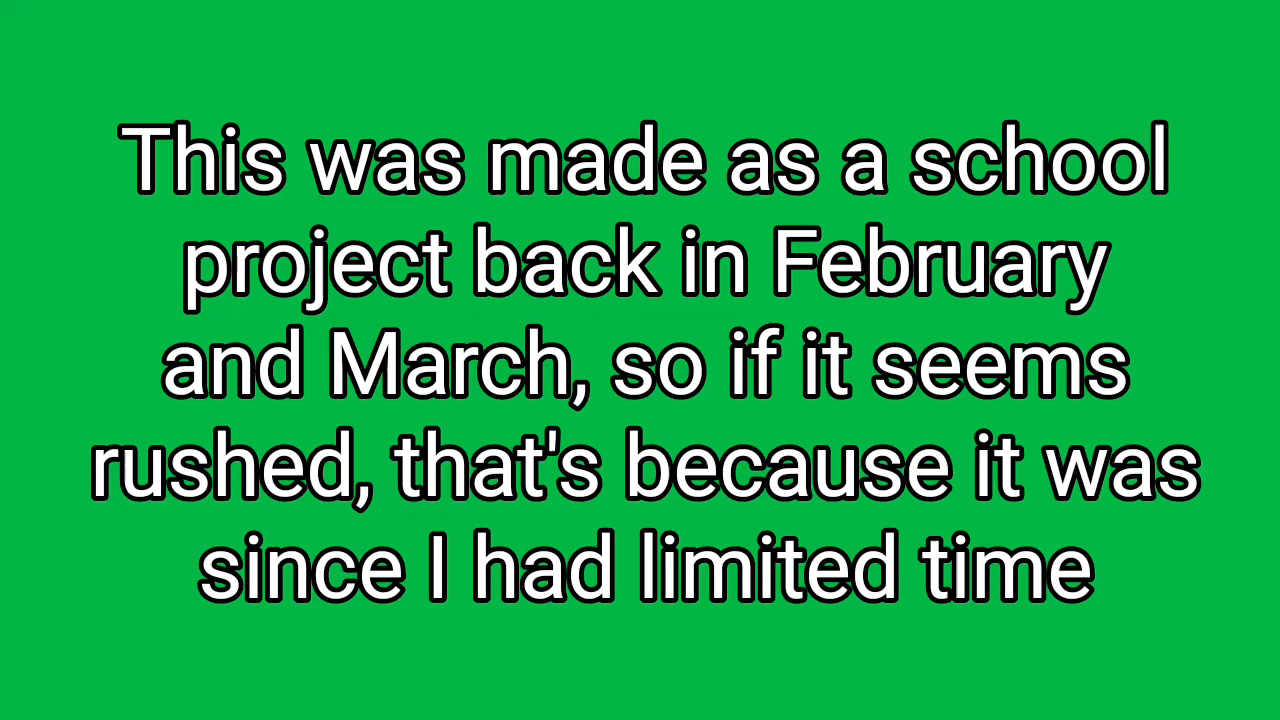 This was made as a school
project back in February
and March, so if it seems
rushed, that's because it was
since I had limited time